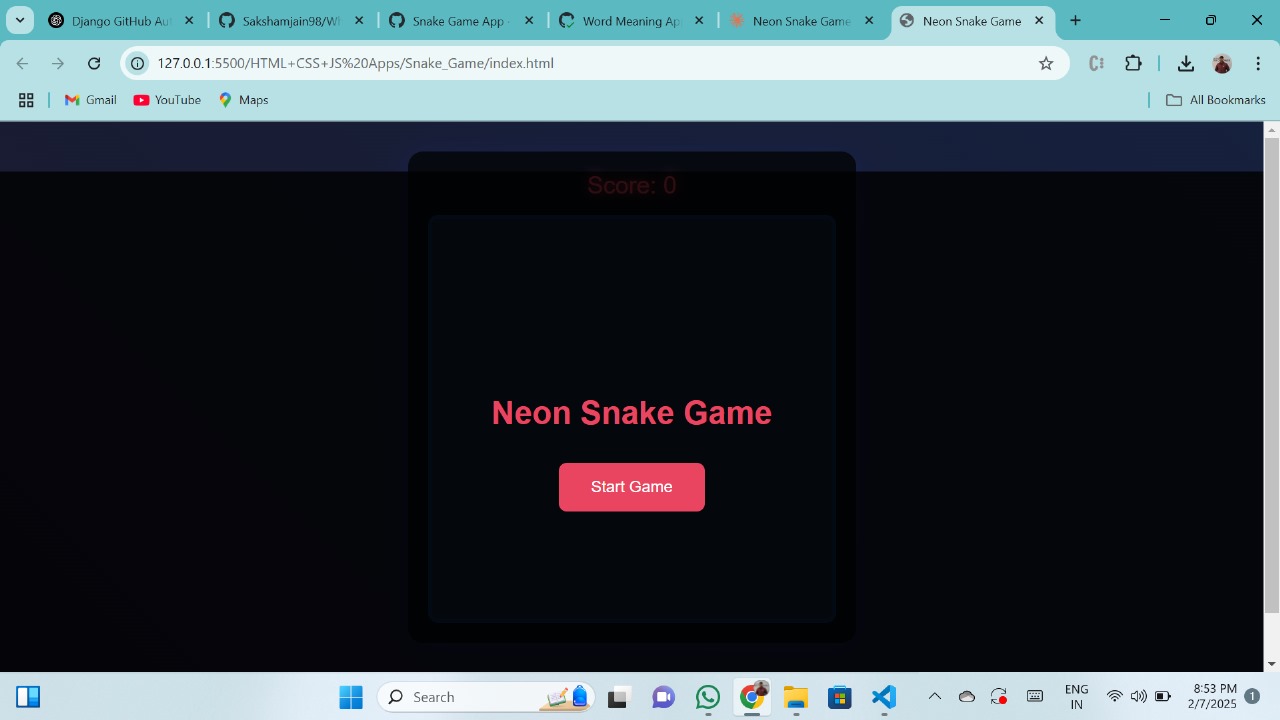 Django GitHub Au
Sakshamjain98/Wh
Snake Game App
Word Meaning Ap
Neon Snake Game
Neon Snake Game
127.0.0.1:5500/HTML+CSS+JS%20Apps/Snake_Game/index.html
Gmail
YouTube
Maps
All Bookmarks
Score: 0
Neon Snake Game
Start Game
Search
ENG
IN
8:53 PM
2/7/2025
1